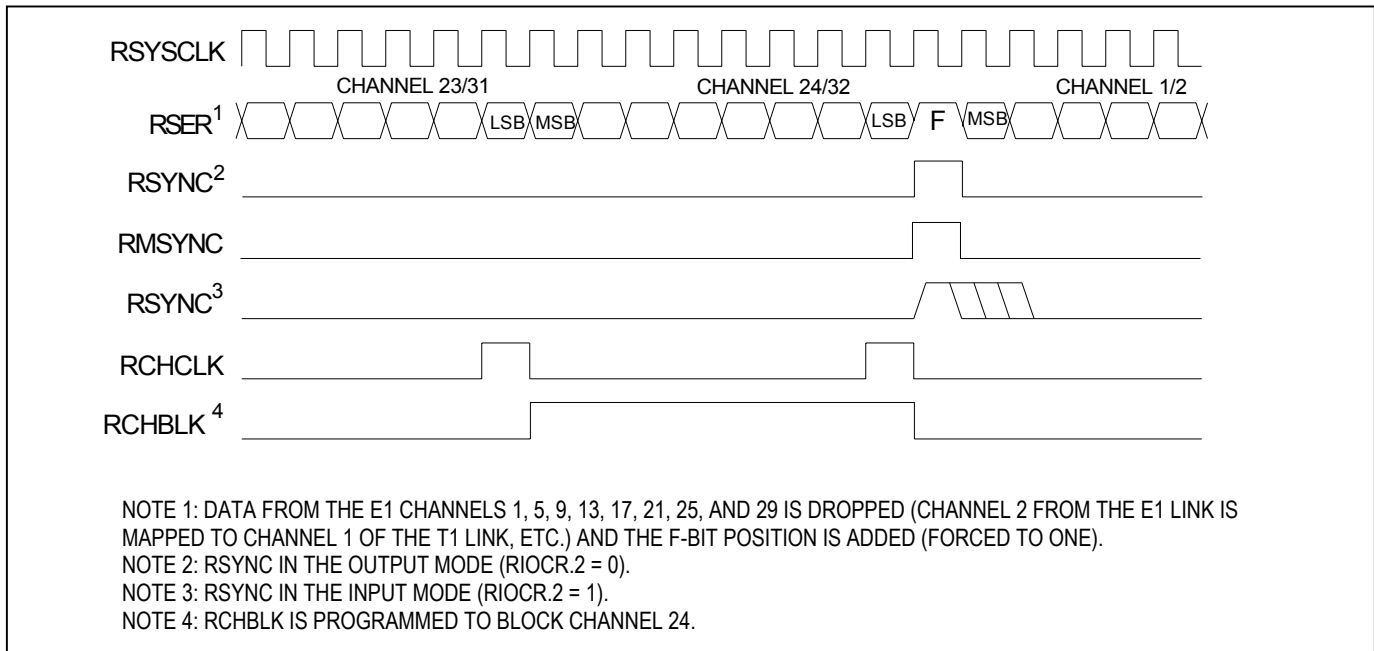 RSYSCLK
CHANNEL 23/31 CHANNEL 24/32 CHANNEL 1/2
RSER1 LSB MSB LSB F MSB
RSYNC2
RMSYNC
RSYNC3
RCHCLK
RCHBLK 4
NOTE 1: DATA FROM THE E1 CHANNELS 1, 5, 9, 13, 17, 21, 25, AND 29 IS DROPPED (CHANNEL 2 FROM THE E1 LINK IS
MAPPED TO CHANNEL 1 OF THE T1 LINK, ETC.) AND THE F-BIT POSITION IS ADDED (FORCED TO ONE).
NOTE 2: RSYNC IN THE OUTPUT MODE (RIOCR.2 = 0).
NOTE 3: RSYNC IN THE INPUT MODE (RIOCR.2 = 1).
NOTE 4: RCHBLK IS PROGRAMMED TO BLOCK CHANNEL 24.